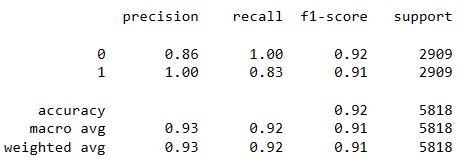 precision recall f1-score support
0 0.86 1.00 0.92 2909
1 1.00 0.83 0.91 2909
accuracy 0.92 5818
macro avg 0.93 0.92 0.91 5818
weighted avg 0.93 0.92 0.91 5818